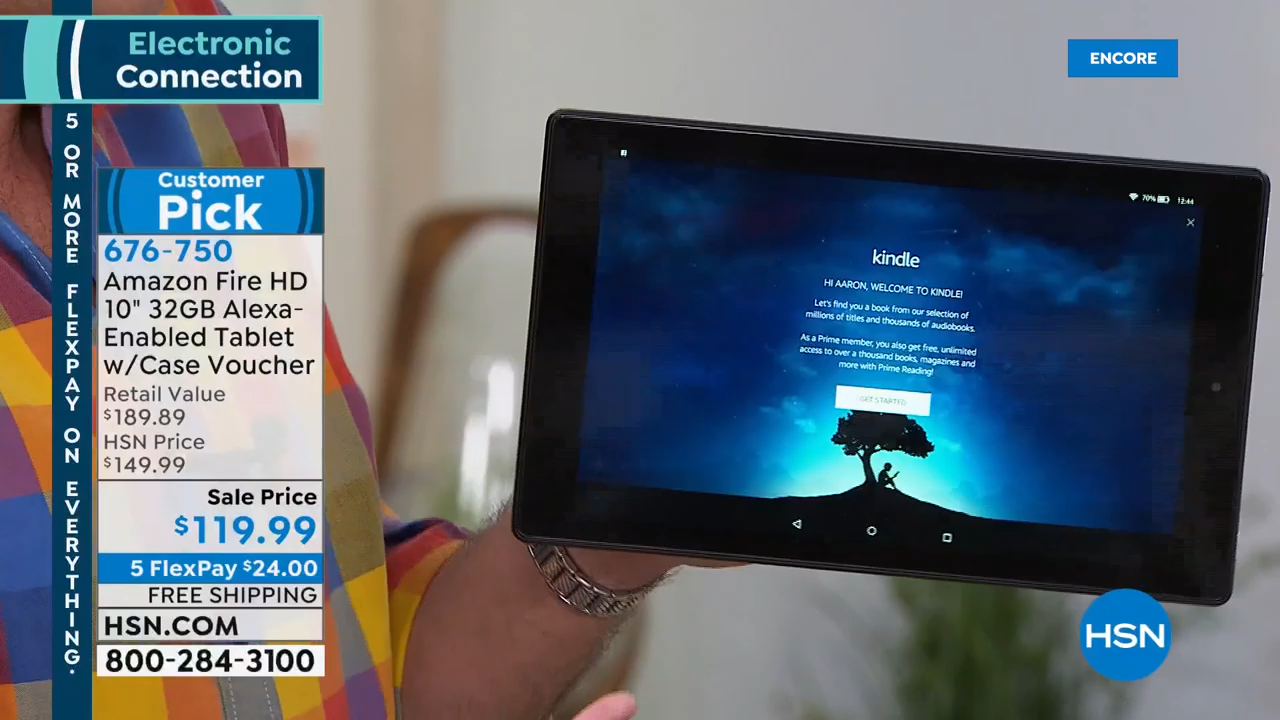 Electronic
Connection
ENCORE
5 OR MORE FLEXPAY ON EVERYTHING.
Customer
Pick
676-750
Amazon Fire HD
10" 32GB Alexa-
Enabled Tablet
w/Case Voucher
Retail Value
$189.89
HSN Price
$149.99
Sale Price
$119.99
5 FlexPay $24.00
FREE SHIPPING
HSN.COM
800-284-3100
70% 12:44
kindle
HI AARON, WELCOME TO KINDLE!
Let's find you a book from our selection of
millions of titles and thousands of audiobooks.
As a Prime member, you also get free, unlimited
access to over a thousand books, magazines and
more with Prime Reading!
GET STARTED
HSN